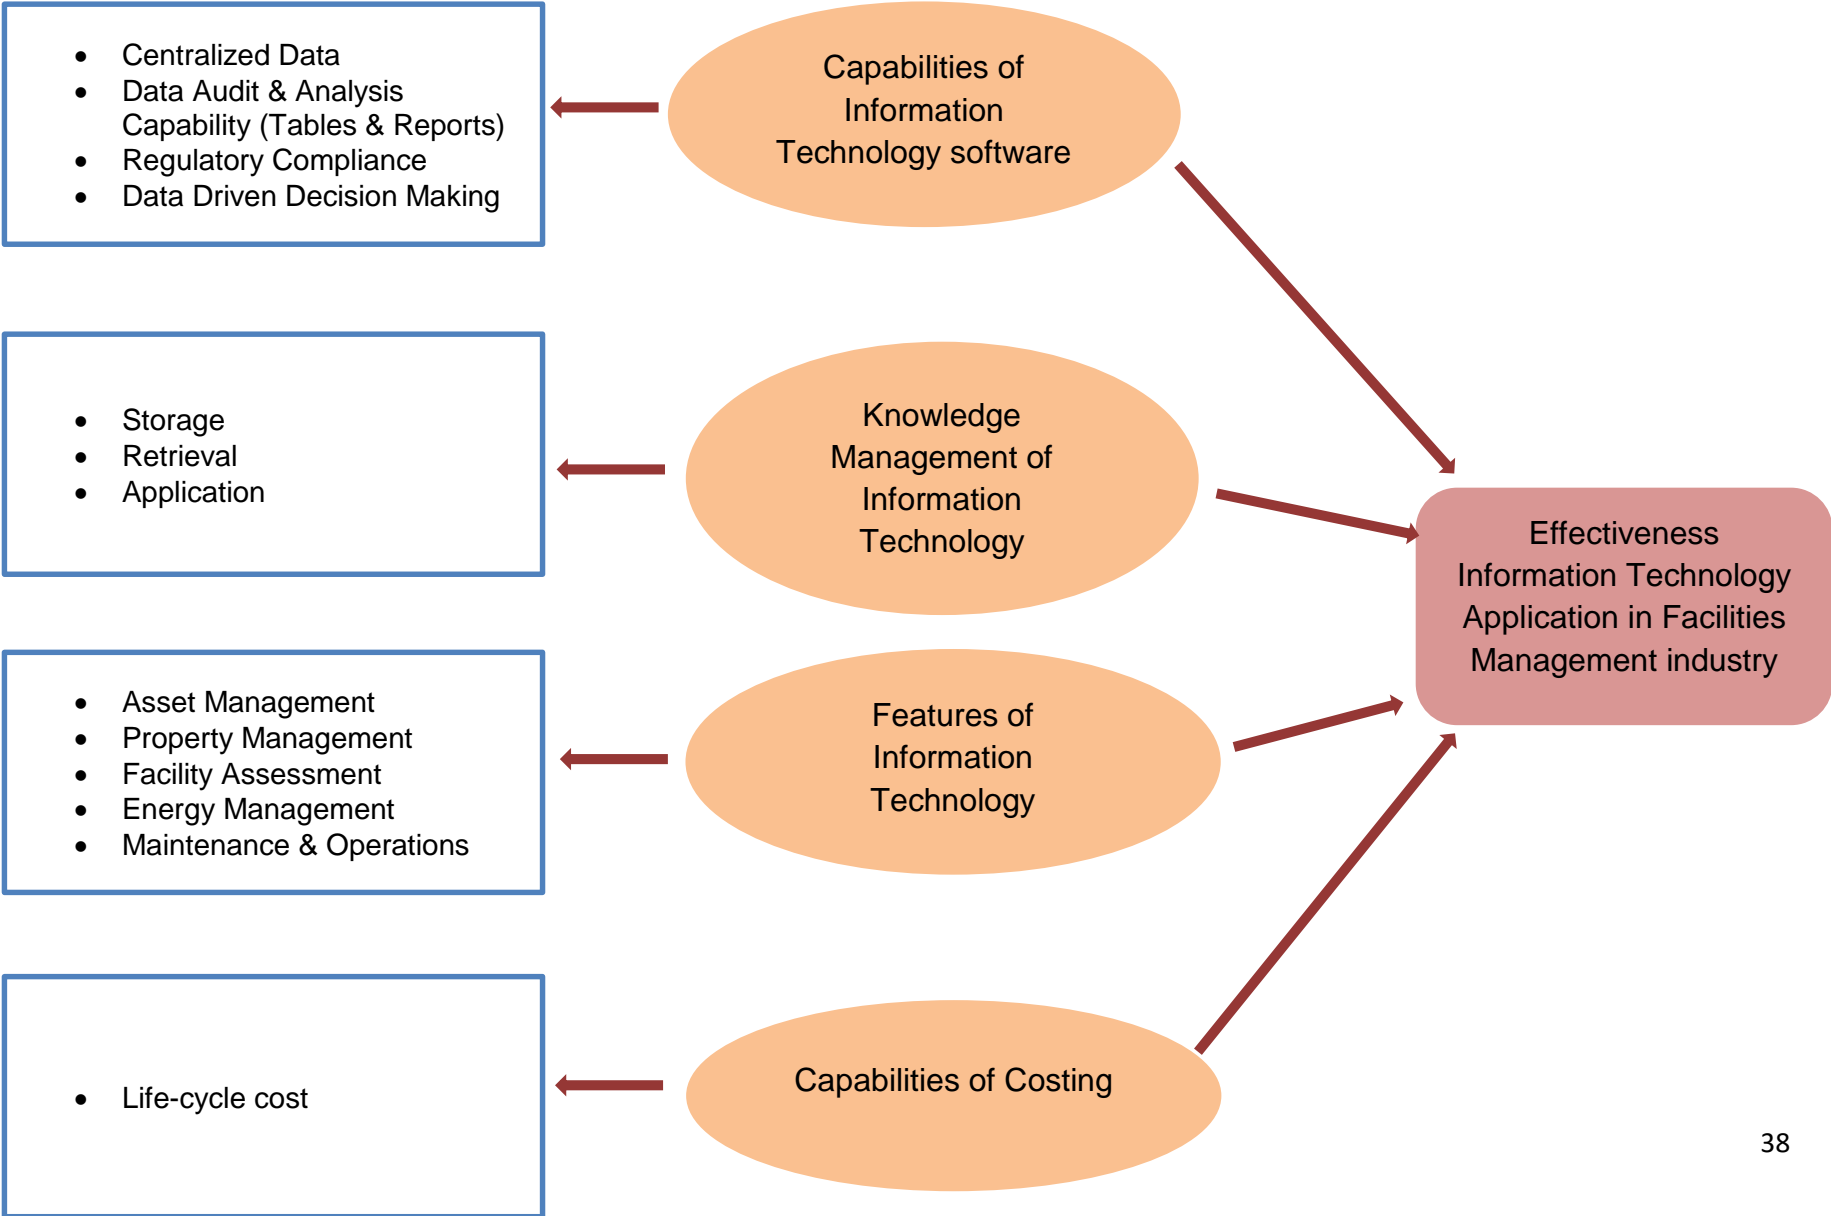 • Centralized Data
• Data Audit & Analysis
Capability (Tables & Reports)
• Regulatory Compliance
• Data Driven Decision Making
Capabilities of
Information
Technology software
• Storage
• Retrieval
• Application
Knowledge
Management of
Information
Technology
Effectiveness
Information Technology
Application in Facilities
Management industry
• Asset Management
• Property Management
• Facility Assessment
• Energy Management
• Maintenance & Operations
Features of
Information
Technology
• Life-cycle cost
Capabilities of Costing
38